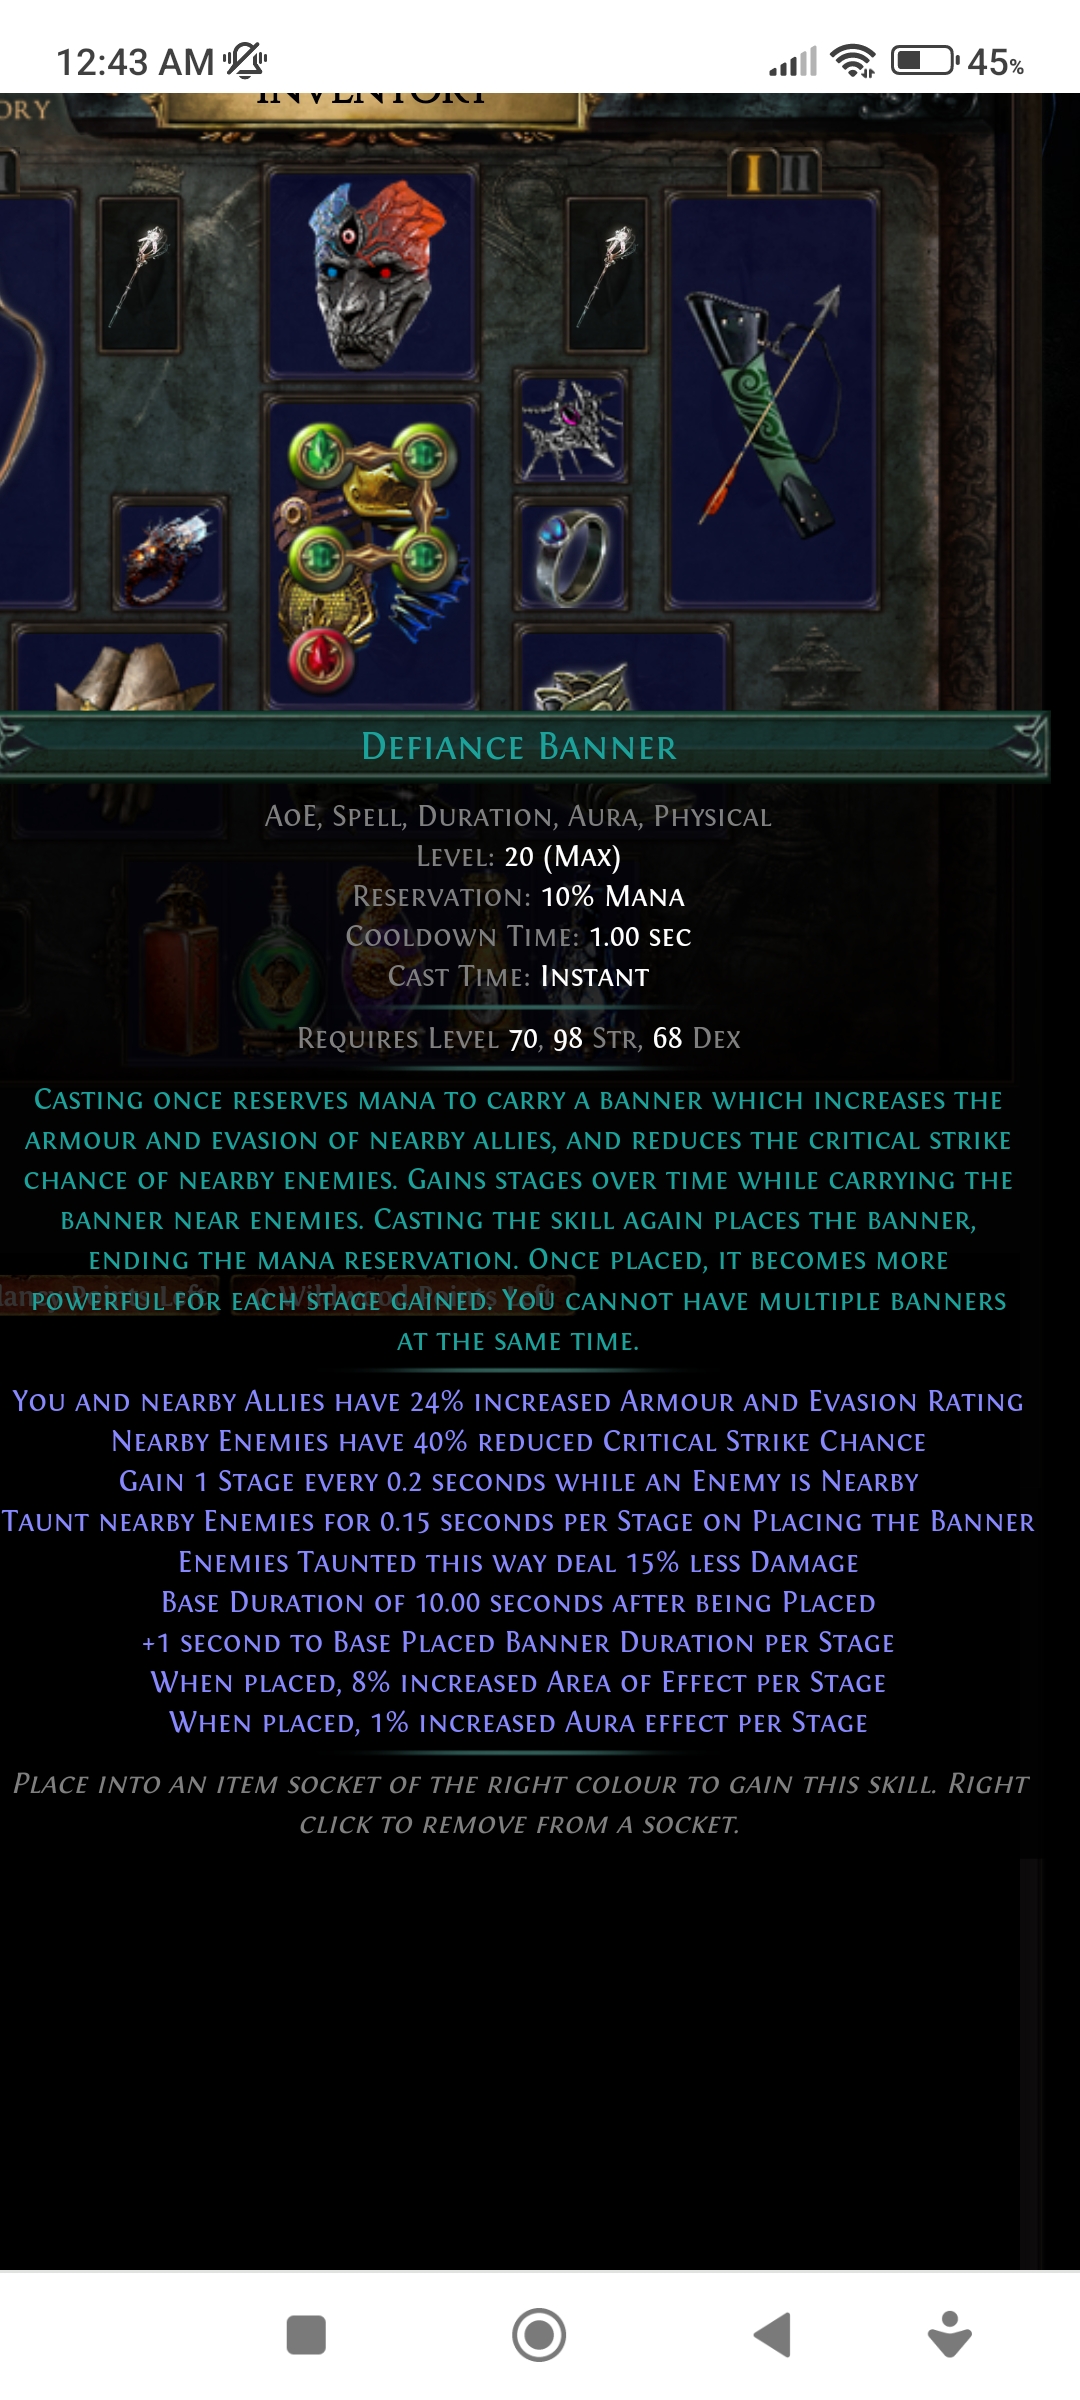 12:43 AM
45%
ORY
INVENTORY
I II
Defiance Banner
AoE, Spell, Duration, Aura, Physical
Level: 20 (Max)
Reservation: 10% Mana
Cooldown Time: 1.00 sec
Cast Time: Instant
Requires Level 70, 98 Str, 68 Dex
Casting once reserves mana to carry a banner which increases the
armour and evasion of nearby allies, and reduces the critical strike
chance of nearby enemies. Gains stages over time while carrying the
banner near enemies. Casting the skill again places the banner,
ending the mana reservation. Once placed, it becomes more
powerful for each stage gained. You cannot have multiple banners
at the same time.
You and nearby Allies have 24% increased Armour and Evasion Rating
Nearby Enemies have 40% reduced Critical Strike Chance
Gain 1 Stage every 0.2 seconds while an Enemy is Nearby
Taunt nearby Enemies for 0.15 seconds per Stage on Placing the Banner
Enemies Taunted this way deal 15% less Damage
Base Duration of 10.00 seconds after being Placed
+1 second to Base Placed Banner Duration per Stage
When placed, 8% increased Area of Effect per Stage
When placed, 1% increased Aura effect per Stage
Place into an item socket of the right colour to gain this skill. Right
click to remove from a socket.